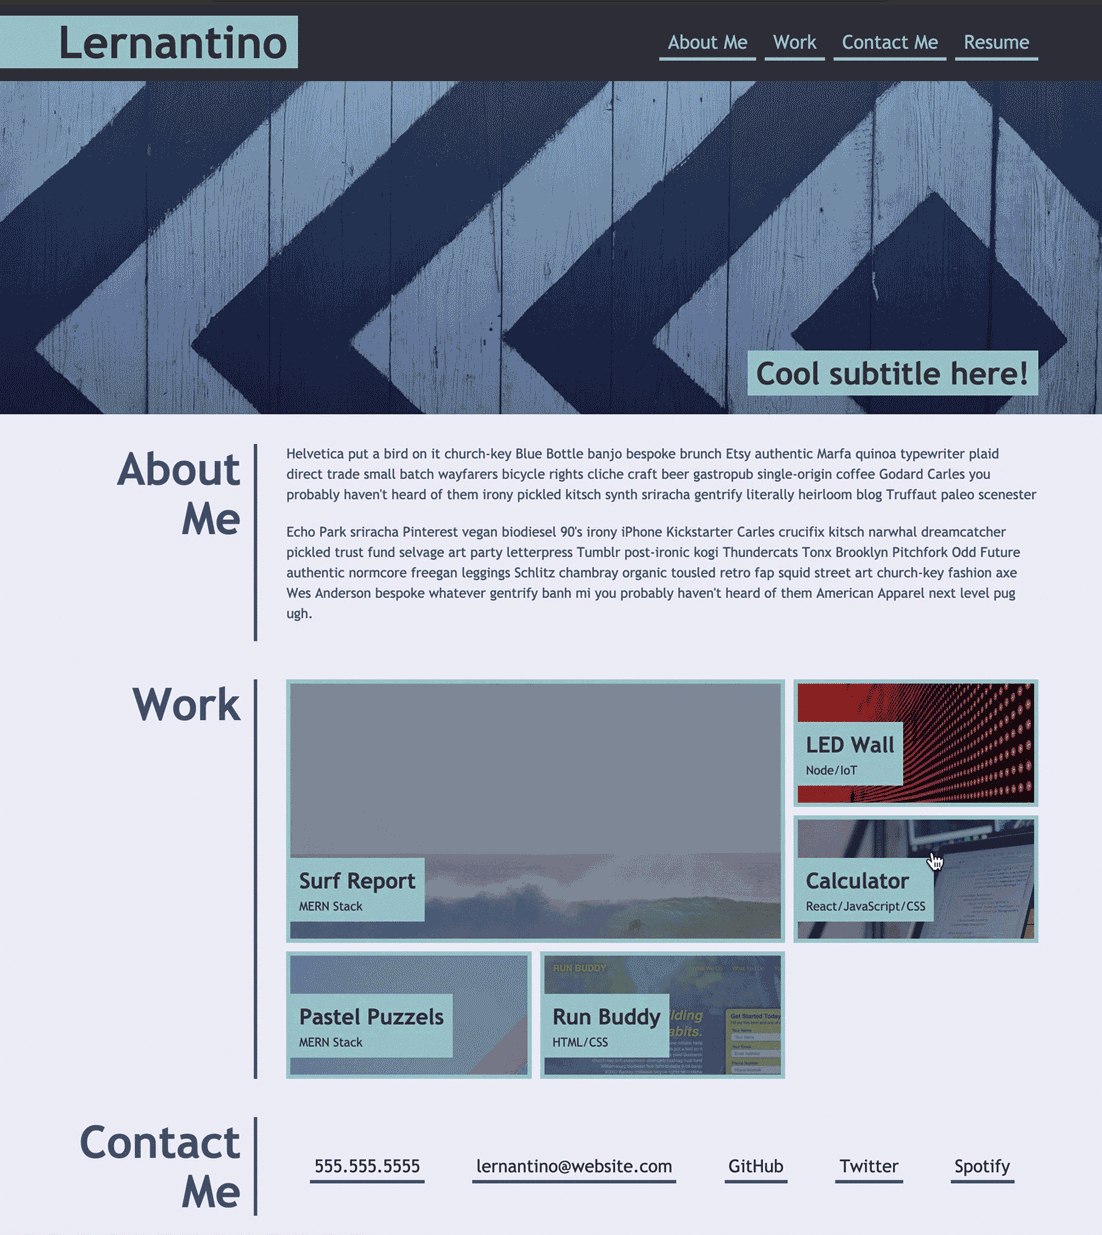 Lernantino
About Me Work Contact Me Resume
Cool subtitle here!
About
Me
Helvetica put a bird on it church-key Blue Bottle banjo bespoke brunch Etsy authentic Marfa quinoa typewriter plaid
direct trade small batch wayfarers bicycle rights cliche craft beer gastropub single-origin coffee Godard Carles you
probably haven't heard of them irony pickled kitsch synth sriracha gentrify literally heirloom blog Truffaut paleo scenester
Echo Park sriracha Pinterest vegan biodiesel 90's irony iPhone Kickstarter Carles crucifix kitsch narwhal dreamcatcher
pickled trust fund selvage art party letterpress Tumblr post-ironic kogi Thundercats Tonx Brooklyn Pitchfork Odd Future
authentic normcore freegan leggings Schlitz chambray organic tousled retro fap squid street art church-key fashion axe
Wes Anderson bespoke whatever gentrify banh mi you probably haven't heard of them American Apparel next level pug
ugh.
Work
Surf Report
MERN Stack
LED Wall
Node/IoT
Calculator
React/JavaScript/CSS
Pastel Puzzels
MERN Stack
RUN BUDDY
Run Buddy
HTML/CSS
Get Started Today
Contact
Me
555.555.5555
lernantino@website.com
GitHub
Twitter
Spotify